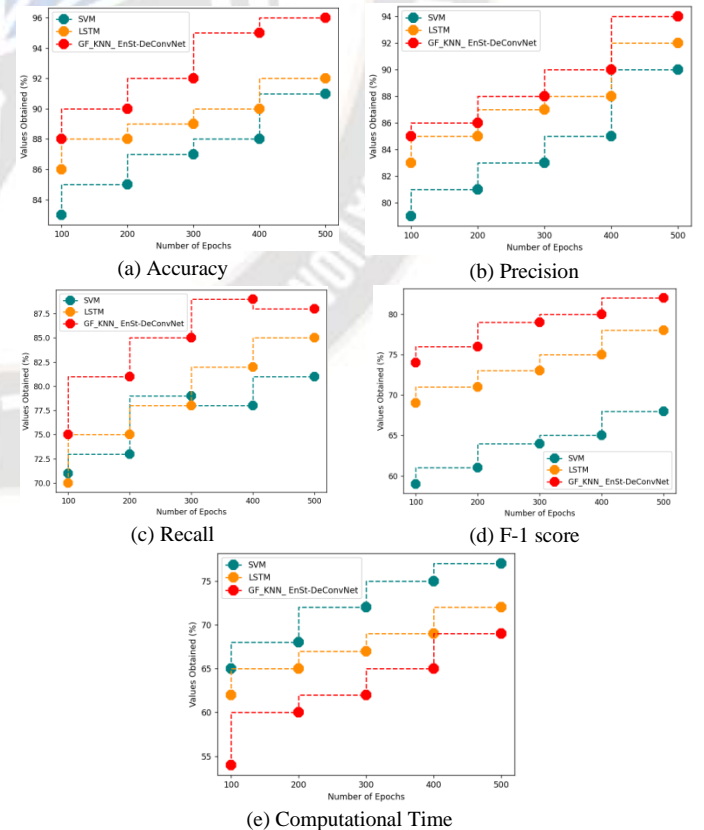 SVM
LSTM
GF_KNN_ EnSt-DeConvNet
Values Obtained (%)
96
94
92
90
88
86
84
100 200 300 400 500
Number of Epochs
(a) Accuracy
SVM
LSTM
GF_KNN_ EnSt-DeConvNet
Values Obtained (%)
94
92
90
88
86
84
82
80
100 200 300 400 500
Number of Epochs
(b) Precision
SVM
LSTM
GF_KNN_ EnSt-DeConvNet
Values Obtained (%)
87.5
85.0
82.5
80.0
77.5
75.0
72.5
70.0
100 200 300 400 500
Number of Epochs
(c) Recall
Values Obtained (%)
80
75
70
65
60
SVM
LSTM
GF_KNN_ EnSt-DeConvNet
100 200 300 400 500
Number of Epochs
(d) F-1 score
SVM
LSTM
GF_KNN_ EnSt-DeConvNet
Values Obtained (%)
75
70
65
60
55
100 200 300 400 500
Number of Epochs
(e) Computational Time